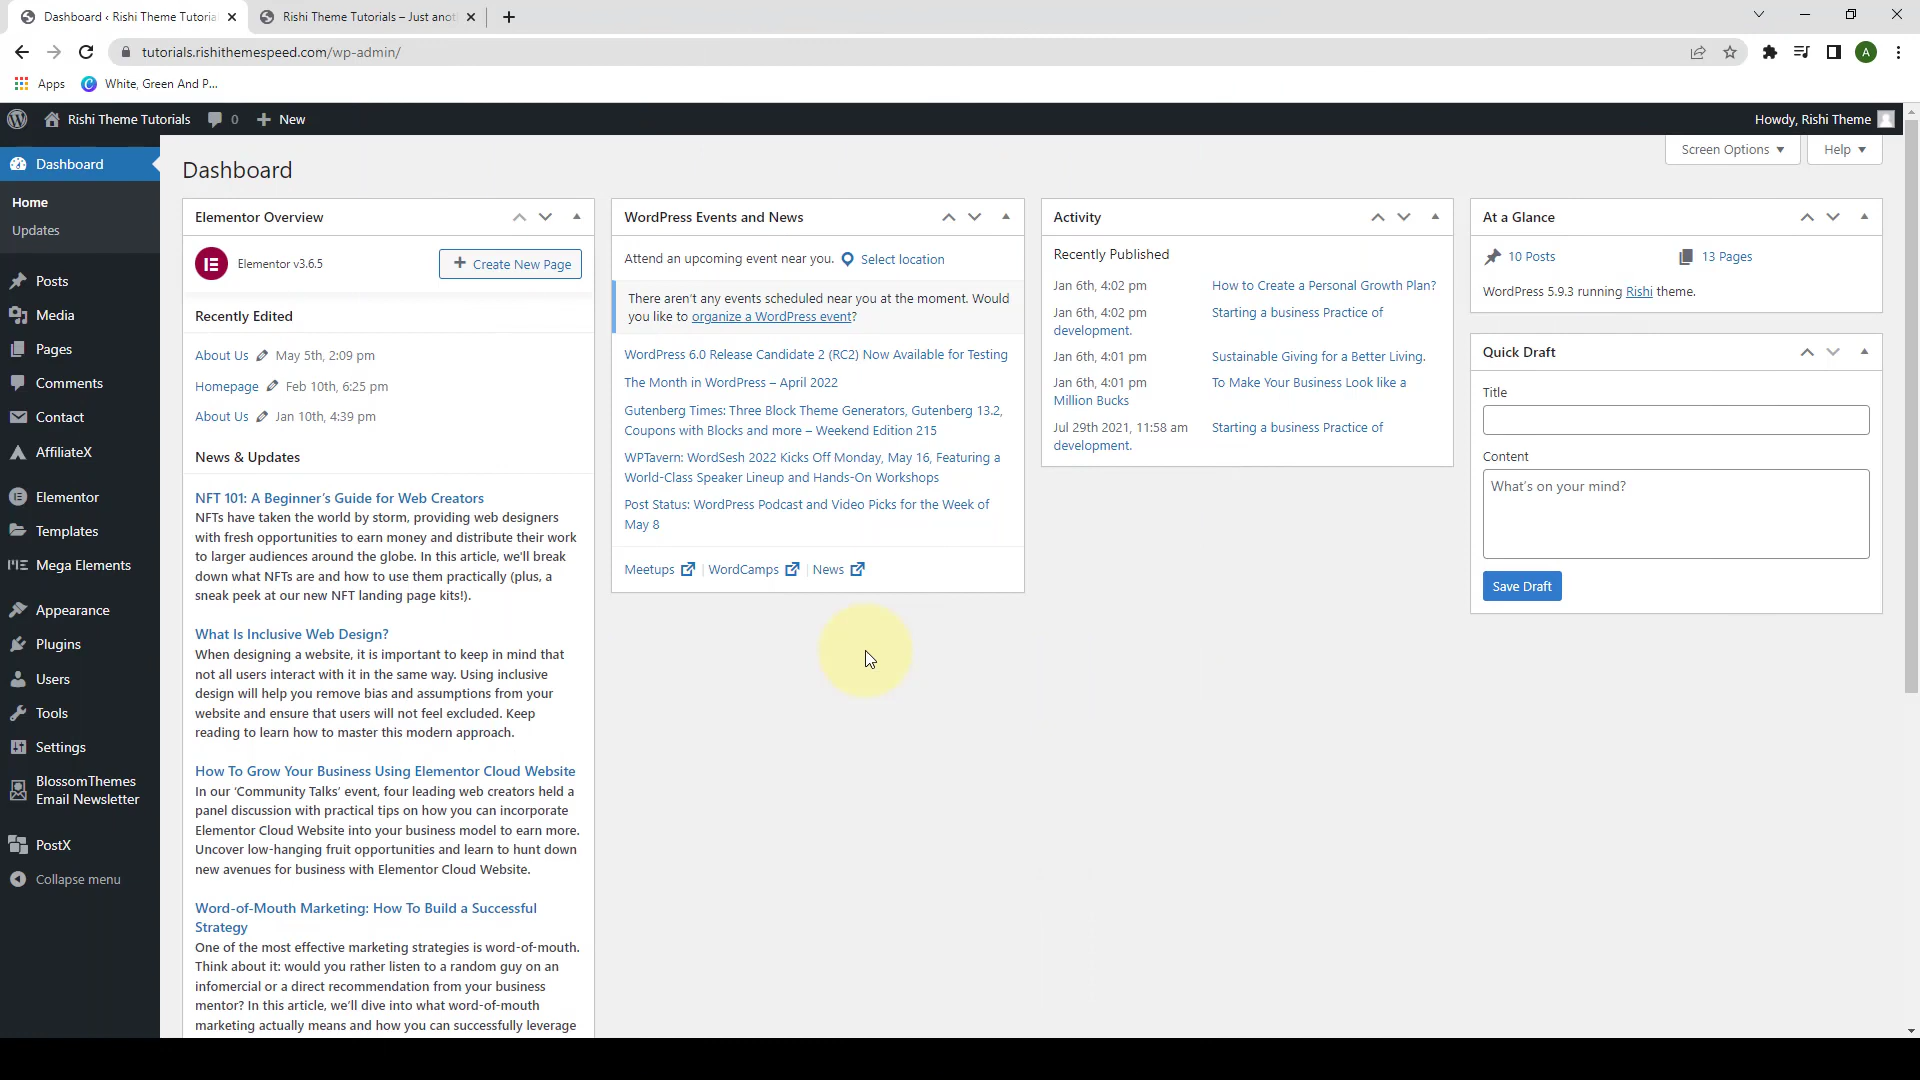 Dashboard ‹ Rishi Theme Tutorial
Rishi Theme Tutorials – Just anot
tutorials.rishithemespeed.com/wp-admin/
A
Apps
White, Green And P...
Rishi Theme Tutorials
0
New
Howdy, Rishi Theme
Dashboard
Home
Updates
Posts
Media
Pages
Comments
Contact
AffiliateX
Elementor
Templates
Mega Elements
Appearance
Plugins
Users
Tools
Settings
BlossomThemes
Email Newsletter
PostX
Collapse menu
Screen Options
Help
Dashboard
Elementor Overview
Elementor v3.6.5
Create New Page
Recently Edited
About Us May 5th, 2:09 pm
Homepage Feb 10th, 6:25 pm
About Us Jan 10th, 4:39 pm
News & Updates
NFT 101: A Beginner's Guide for Web Creators
NFTs have taken the world by storm, providing web designers
with fresh opportunities to earn money and distribute their work
to larger audiences around the globe. In this article, we'll break
down what NFTs are and how to use them practically (plus, a
sneak peek at our new NFT landing page kits!).
What Is Inclusive Web Design?
When designing a website, it is important to keep in mind that
not all users interact with it in the same way. Using inclusive
design will help you remove bias and assumptions from your
website and ensure that users will not feel excluded. Keep
reading to learn how to master this modern approach.
How To Grow Your Business Using Elementor Cloud Website
In our 'Community Talks' event, four leading web creators held a
panel discussion with practical tips on how you can incorporate
Elementor Cloud Website into your business model to earn more.
Uncover low-hanging fruit opportunities and learn to hunt down
new avenues for business with Elementor Cloud Website.
Word-of-Mouth Marketing: How To Build a Successful
Strategy
One of the most effective marketing strategies is word-of-mouth.
Think about it: would you rather listen to a random guy on an
infomercial or a direct recommendation from your business
mentor? In this article, we'll dive into what word-of-mouth
marketing actually means and how you can successfully leverage
WordPress Events and News
Attend an upcoming event near you. Select location
There aren't any events scheduled near you at the moment. Would
you like to organize a WordPress event?
WordPress 6.0 Release Candidate 2 (RC2) Now Available for Testing
The Month in WordPress – April 2022
Gutenberg Times: Three Block Theme Generators, Gutenberg 13.2,
Coupons with Blocks and more – Weekend Edition 215
WPTavern: WordSesh 2022 Kicks Off Monday, May 16, Featuring a
World-Class Speaker Lineup and Hands-On Workshops
Post Status: WordPress Podcast and Video Picks for the Week of
May 8
Meetups | WordCamps | News
Activity
Recently Published
Jan 6th, 4:02 pm How to Create a Personal Growth Plan?
Jan 6th, 4:02 pm Starting a business Practice of
development.
Jan 6th, 4:01 pm Sustainable Giving for a Better Living.
Jan 6th, 4:01 pm To Make Your Business Look like a
Million Bucks
Jul 29th 2021, 11:58 am Starting a business Practice of
development.
At a Glance
10 Posts
13 Pages
WordPress 5.9.3 running Rishi theme.
Quick Draft
Title
Content
What's on your mind?
Save Draft